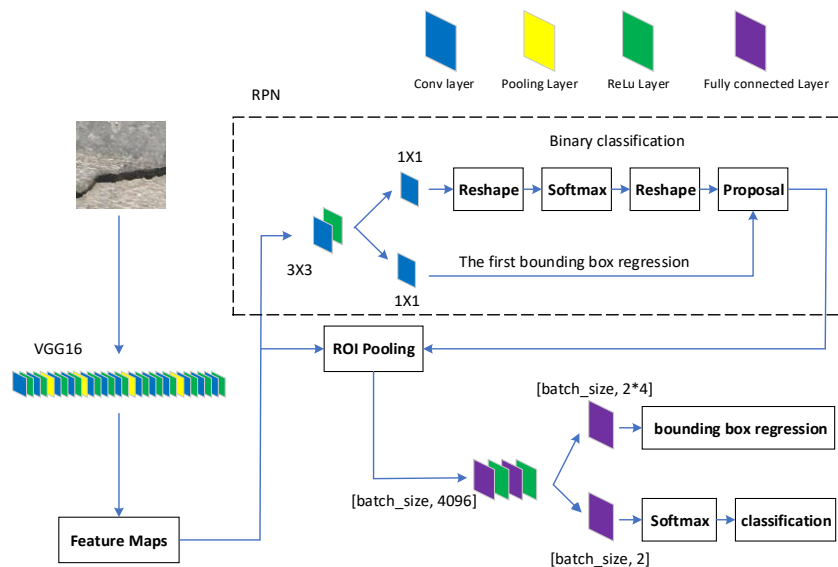 Conv layer
Pooling Layer
ReLu Layer
Fully connected Layer
RPN
Binary classification
1X1
Reshape
Softmax
Reshape
Proposal
3X3
The first bounding box regression
1X1
VGG16
ROI Pooling
[batch_size, 2*4]
bounding box regression
[batch_size, 4096]
Feature Maps
Softmax
classification
[batch_size, 2]